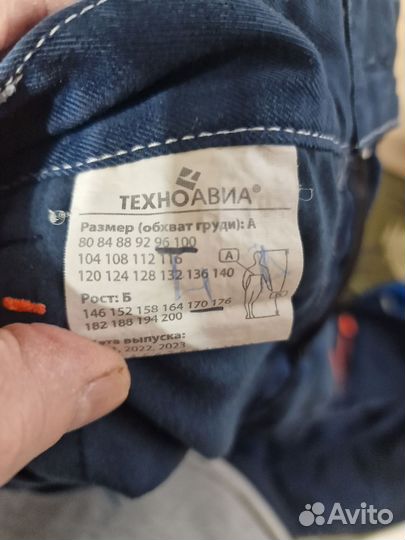 ТЕХНОАВИА®
Размер (обхват груди): А
80 84 88 92 96 100
104 108 112 116
120 124 128 132 136 140
А
Рост: Б
146 152 158 164 170 176
182 188 194 200
выпуска:
2022, 2023
Avito